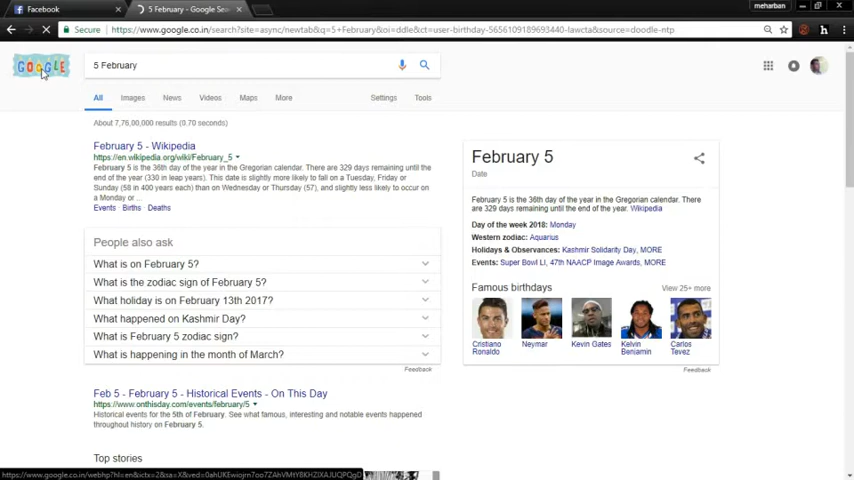 Facebook
5 February - Google Sea
meharban
Secure
https://www.google.co.in/search?site=async/newtab&q=5+February&oi=ddle&ct=user-birthday-5656109189693440-lawcta&source=doodle-ntp
GOOGLE
5 February
All Images News Videos Maps More Settings Tools
About 7,76,00,000 results (0.70 seconds)
February 5 - Wikipedia
https://en.wikipedia.org/wiki/February_5
February 5 is the 36th day of the year in the Gregorian calendar. There are 329 days remaining until the
end of the year (330 in leap years). This date is slightly more likely to fall on a Tuesday, Friday or
Sunday (58 in 400 years each) than on Wednesday or Thursday (57), and slightly less likely to occur on
a Monday or ...
Events · Births · Deaths
People also ask
What is on February 5?
What is the zodiac sign of February 5?
What holiday is on February 13th 2017?
What happened on Kashmir Day?
What is February 5 zodiac sign?
What is happening in the month of March?
Feedback
Feb 5 - February 5 - Historical Events - On This Day
https://www.onthisday.com/events/february/5
Historical events for the 5th of February. See what famous, interesting and notable events happened
throughout history on February 5.
Top stories
February 5
Date
February 5 is the 36th day of the year in the Gregorian calendar. There
are 329 days remaining until the end of the year. Wikipedia
Day of the week 2018: Monday
Western zodiac: Aquarius
Holidays & Observances: Kashmir Solidarity Day, MORE
Events: Super Bowl LI, 47th NAACP Image Awards, MORE
Famous birthdays
View 25+ more
Cristiano Ronaldo
Neymar
Kevin Gates
Kelvin Benjamin
Carlos Tevez
Feedback